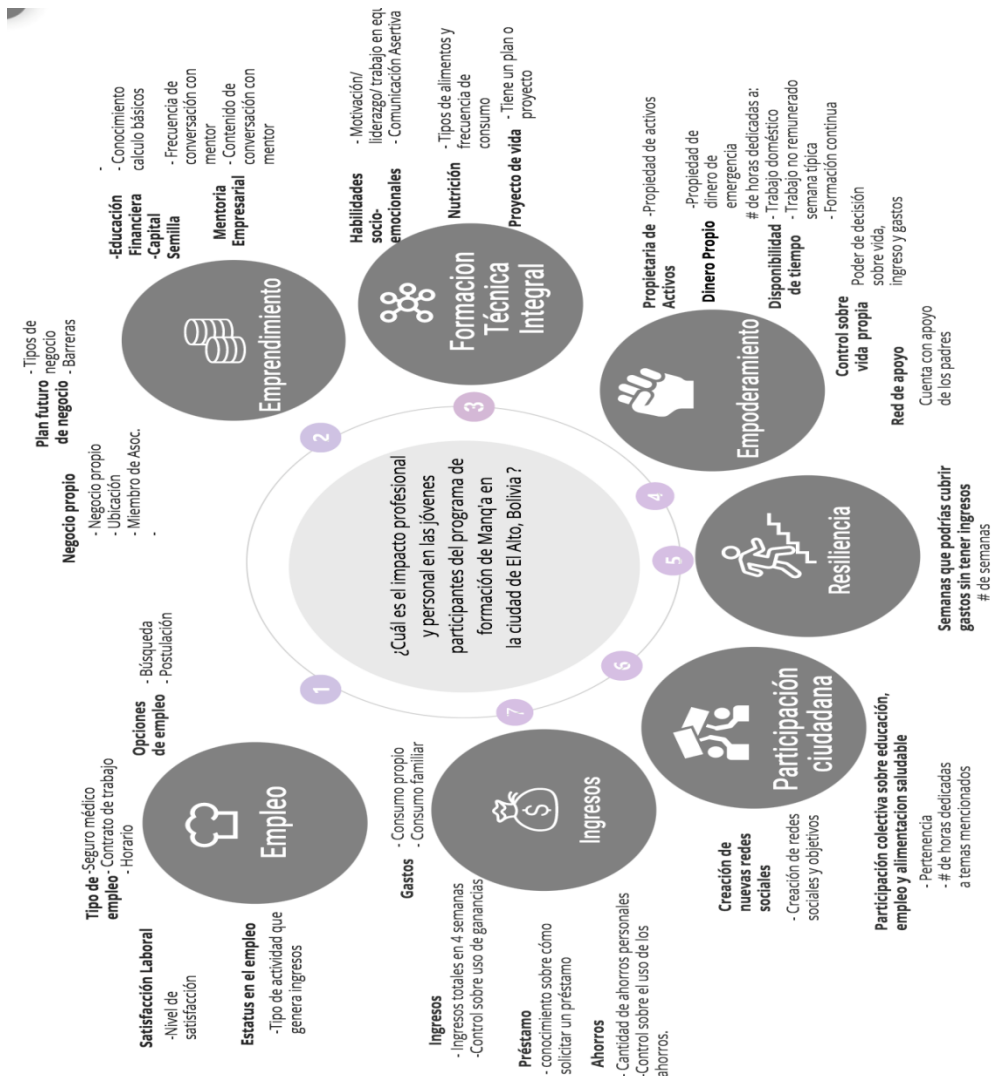 ¿Cuál es el impacto profesional
y personal en las jóvenes
participantes del programa de
formación de Manq'a en
la ciudad de El Alto, Bolivia ?
1
Empleo
Satisfacción Laboral
-Nivel de
satisfacción
Estatus en el empleo
-Tipo de actividad que
genera ingresos
Tipo de -Seguro médico
empleo - Contrato de trabajo
- Horario
Opciones - Búsqueda
de empleo - Postulación
2
Emprendimiento
Negocio propio
- Negocio propio
- Ubicación
- Miembro de Asoc.
-
Plan futuro - Tipos de
de negocio negocio
- Barreras
-Educación
Financiera
-Capital
Semilla
- Conocimiento
calculo básicos
Mentoria
Empresarial
- Frecuencia de
conversación con
mentor
- Contenido de
conversación con
mentor
3
Formacion
Técnica
Integral
Habilidades
socio-
emocionales
- Motivación/
liderazgo/ trabajo en
- Comunicación Asertiva
Nutrición
- Tipos de alimentos y
frecuencia de
consumo
Proyecto de vida
- Tiene un plan o
proyecto
4
Empoderamiento
Propietaria de -Propiedad de activos
Activos
Dinero Propio
-Propiedad de
dinero de
emergencia
Disponibilidad
de tiempo
# de horas dedicadas a:
- Trabajo doméstico
- Trabajo no remunerado
semana típica
- Formación continua
Control sobre
vida propia
Poder de decisión
sobre vida,
ingreso y gastos
Red de apoyo
Cuenta con apoyo
de los padres
5
Resiliencia
Semanas que podrías cubrir
gastos sin tener ingresos
# de semanas
6
Participación
ciudadana
Creación de
nuevas redes
sociales
- Creación de redes
sociales y objetivos
Participación colectiva sobre educación,
empleo y alimentacion saludable
- Pertenencia
- # de horas dedicadas
a temas mencionados
7
Ingresos
Gastos
- Consumo propio
- Consumo familiar
Ingresos
- Ingresos totales en 4 semanas
-Control sobre uso de ganancias
Préstamo
- conocimiento sobre cómo
solicitar un préstamo
Ahorros
- Cantidad de ahorros personales
-Control sobre el uso de los
ahorros.